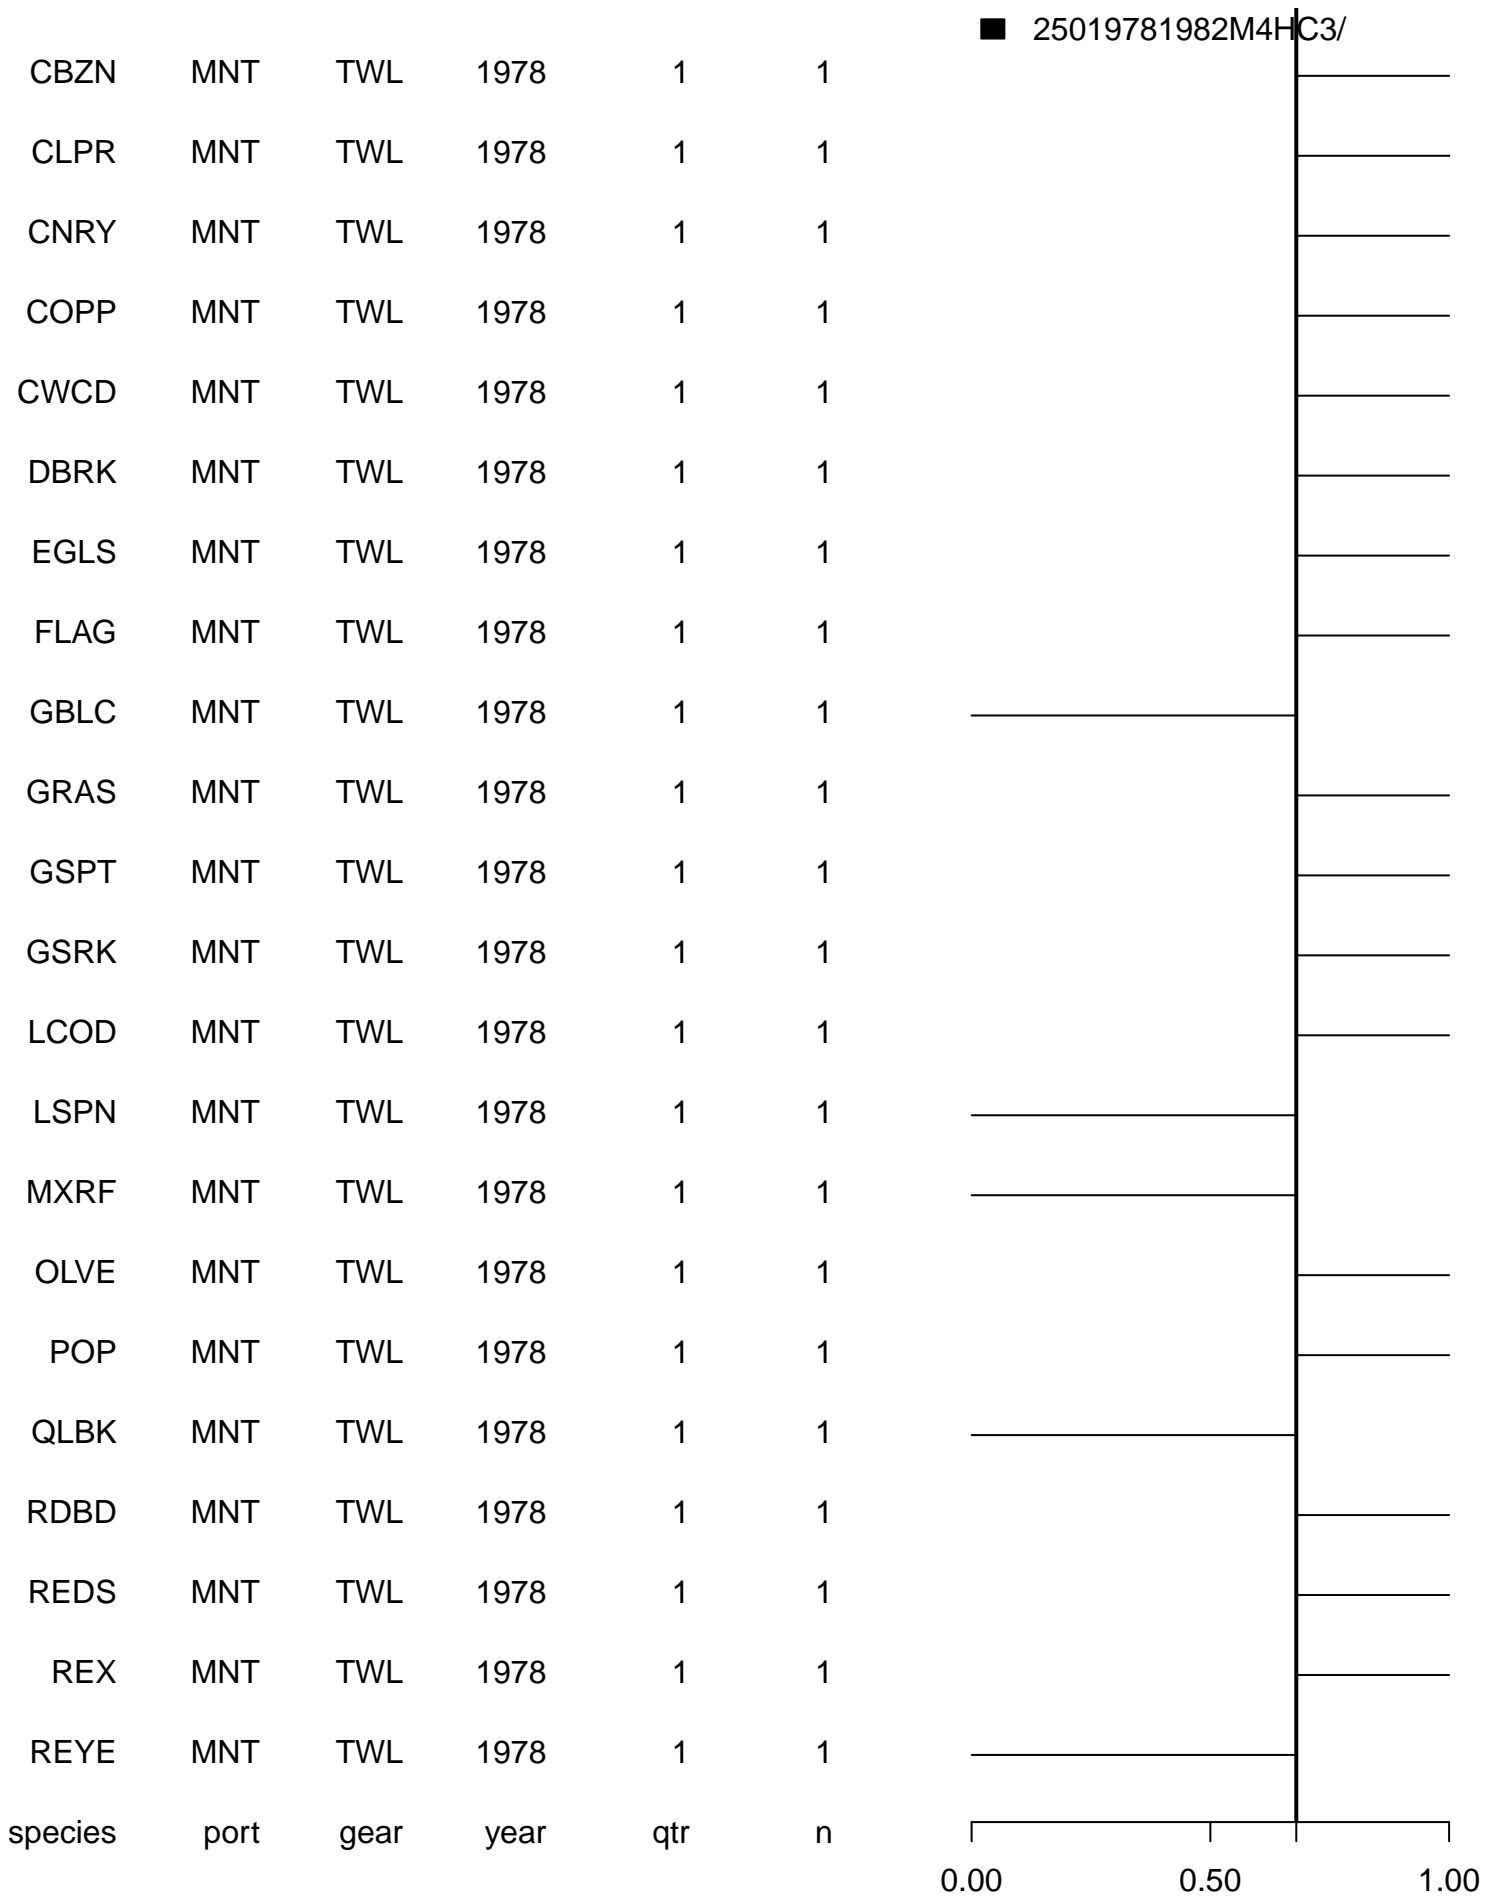 25019781982M4HC3/
CBZN MNT TWL 1978 1 1
CLPR MNT TWL 1978 1 1
CNRY MNT TWL 1978 1 1
COPP MNT TWL 1978 1 1
CWCD MNT TWL 1978 1 1
DBRK MNT TWL 1978 1 1
EGLS MNT TWL 1978 1 1
FLAG MNT TWL 1978 1 1
GBLC MNT TWL 1978 1 1
GRAS MNT TWL 1978 1 1
GSPT MNT TWL 1978 1 1
GSRK MNT TWL 1978 1 1
LCOD MNT TWL 1978 1 1
LSPN MNT TWL 1978 1 1
MXRF MNT TWL 1978 1 1
OLVE MNT TWL 1978 1 1
POP MNT TWL 1978 1 1
QLBK MNT TWL 1978 1 1
RDBD MNT TWL 1978 1 1
REDS MNT TWL 1978 1 1
REX MNT TWL 1978 1 1
REYE MNT TWL 1978 1 1
species port gear year qtr n
0.00 0.50 1.00